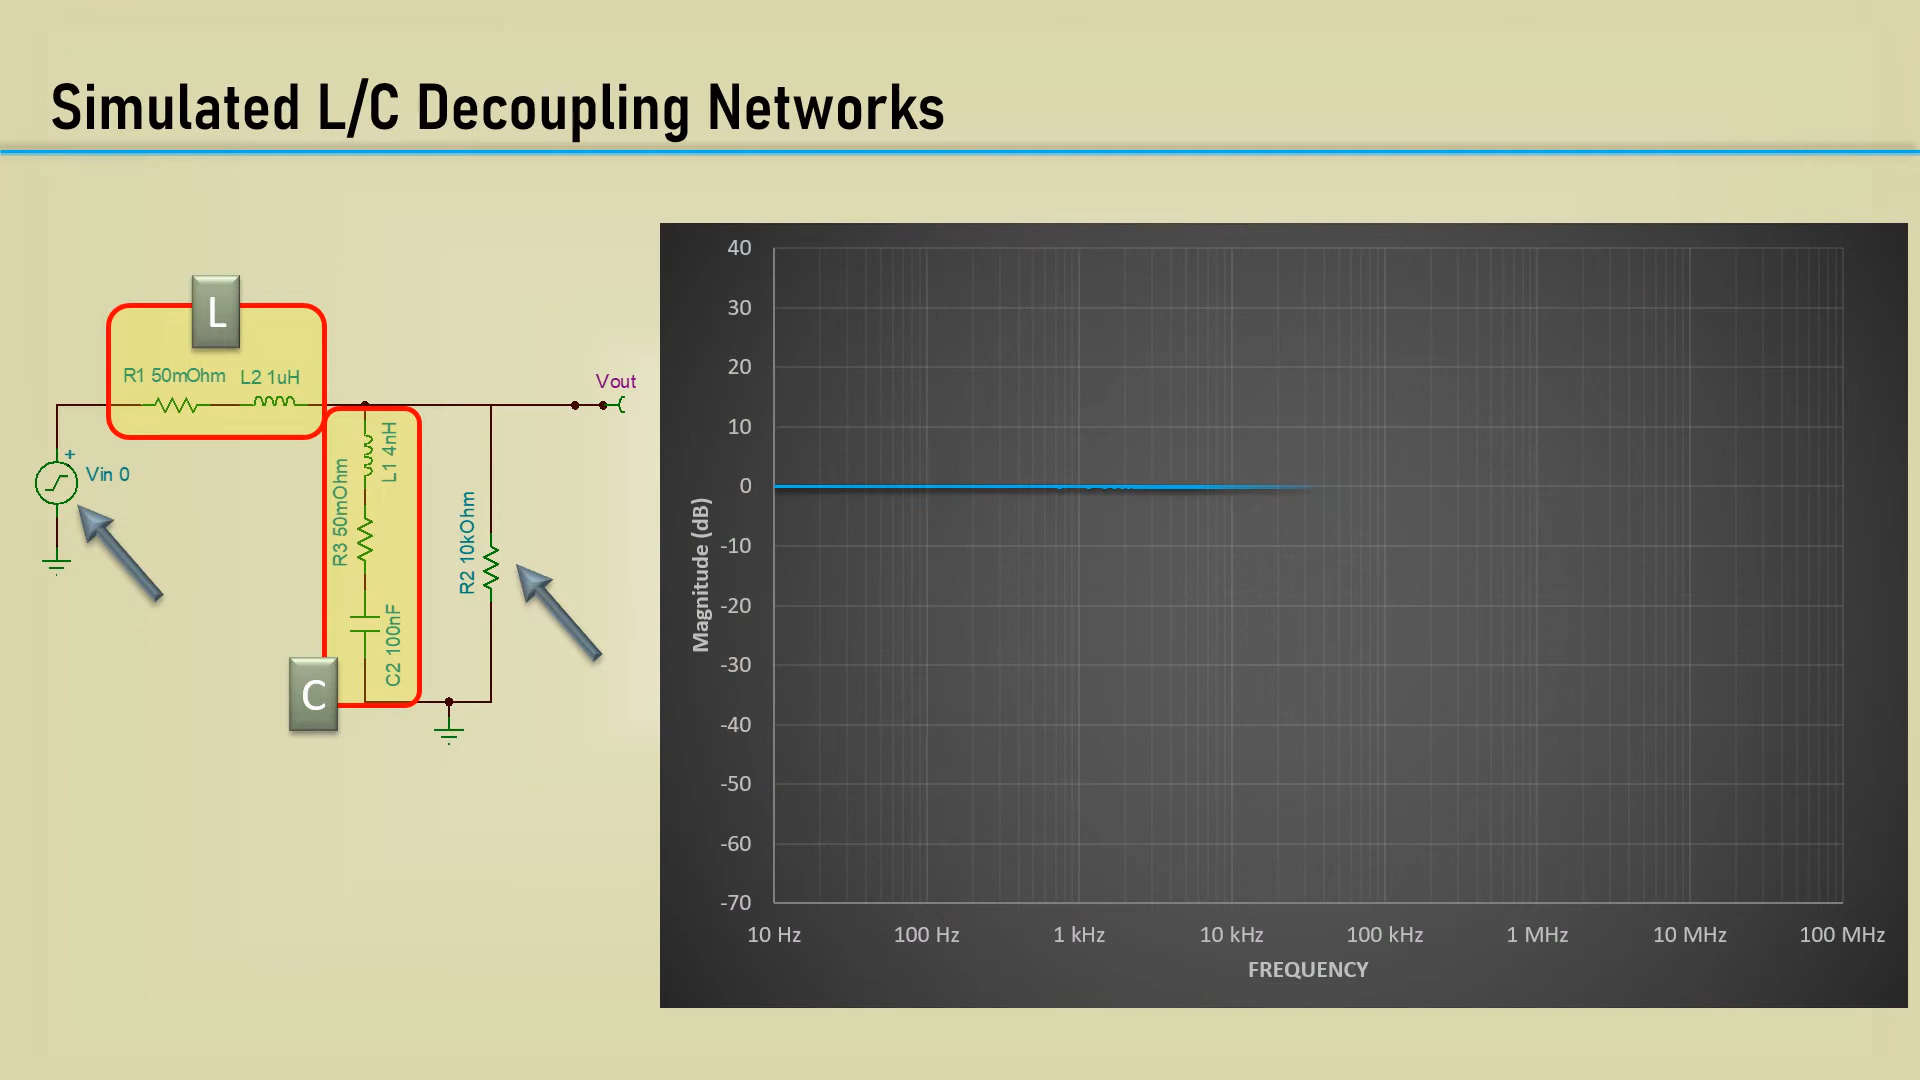 Simulated L/C Decoupling Networks
L
R1 50mOhm
L2 1uH
Vout
+
Vin 0
L1 4nH
R3 50mOhm
C2 100nF
R2 10kOhm
C
40
30
20
10
0
-10
-20
-30
-40
-50
-60
-70
Magnitude (dB)
10 Hz 100 Hz 1 kHz 10 kHz 100 kHz 1 MHz 10 MHz 100 MHz
FREQUENCY